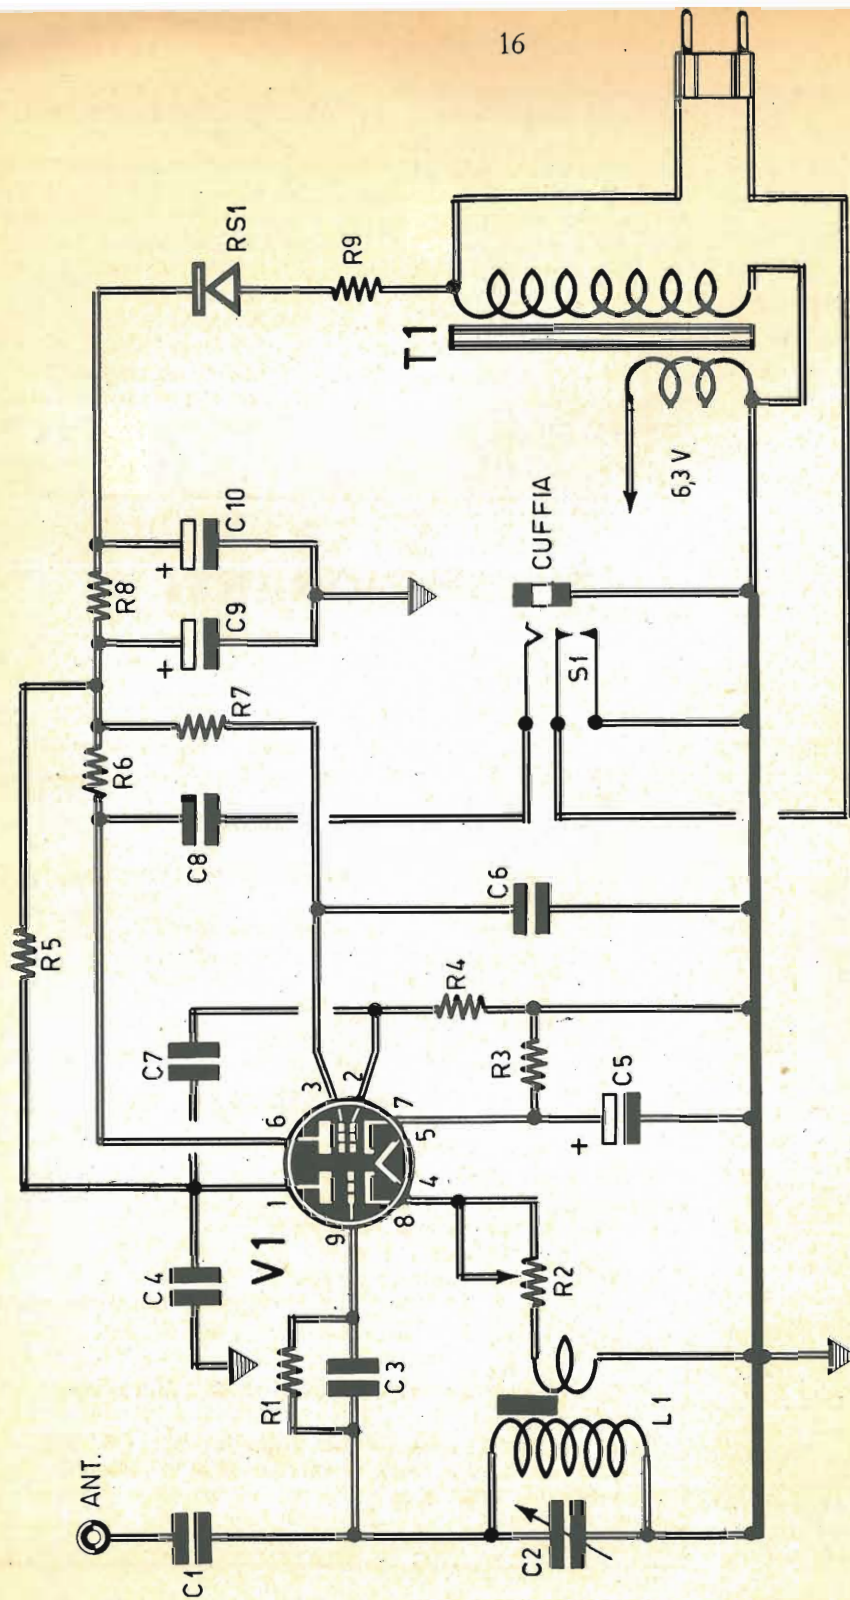 16
ANT.
C1
C2
L1
R1
C3
C4
V1
R2
9
1
6
3
2
7
5
4
8
R5
C7
R4
R3
C5
+
C6
C8
R6
R7
R8
C9
+
C10
+
S1
CUFFIA
6,3 V
T1
R9
RS1